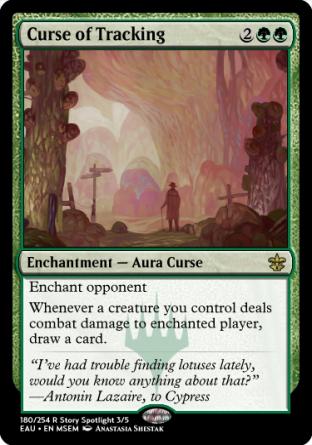 Curse of Tracking 2
Enchantment — Aura Curse
Enchant opponent
Whenever a creature you control deals
combat damage to enchanted player,
draw a card.
“I’ve had trouble finding lotuses lately,
would you know anything about that?”
—Antonin Lazaire, to Cypress
180/254 R Story Spotlight 3/5
EAU • EN MSEM Anastasia Shestak